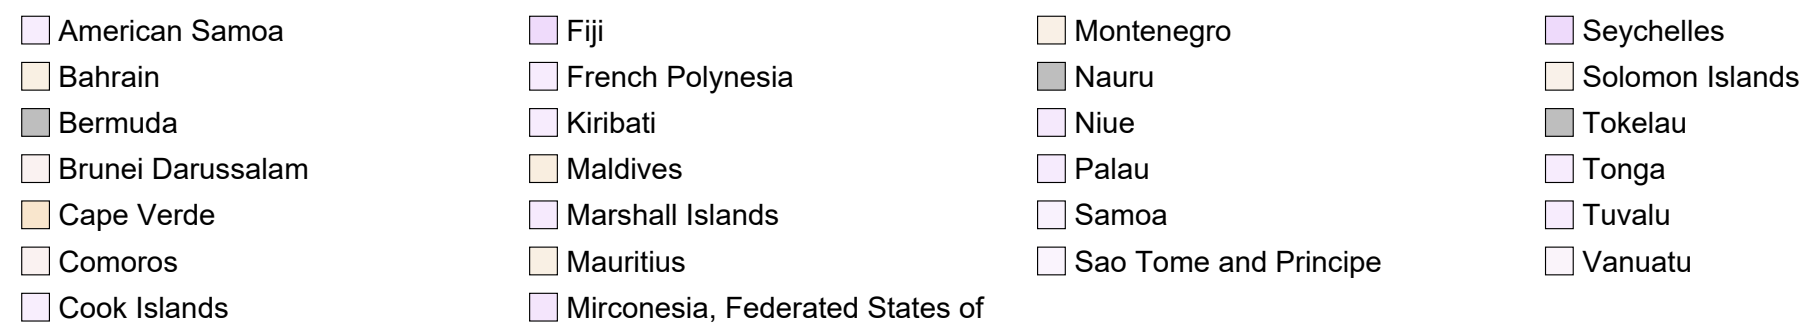 American Samoa
Bahrain
Bermuda
Brunei Darussalam
Cape Verde
Comoros
Cook Islands
Fiji
French Polynesia
Kiribati
Maldives
Marshall Islands
Mauritius
Mirconesia, Federated States of
Montenegro
Nauru
Niue
Palau
Samoa
Sao Tome and Principe
Seychelles
Solomon Islands
Tokelau
Tonga
Tuvalu
Vanuatu